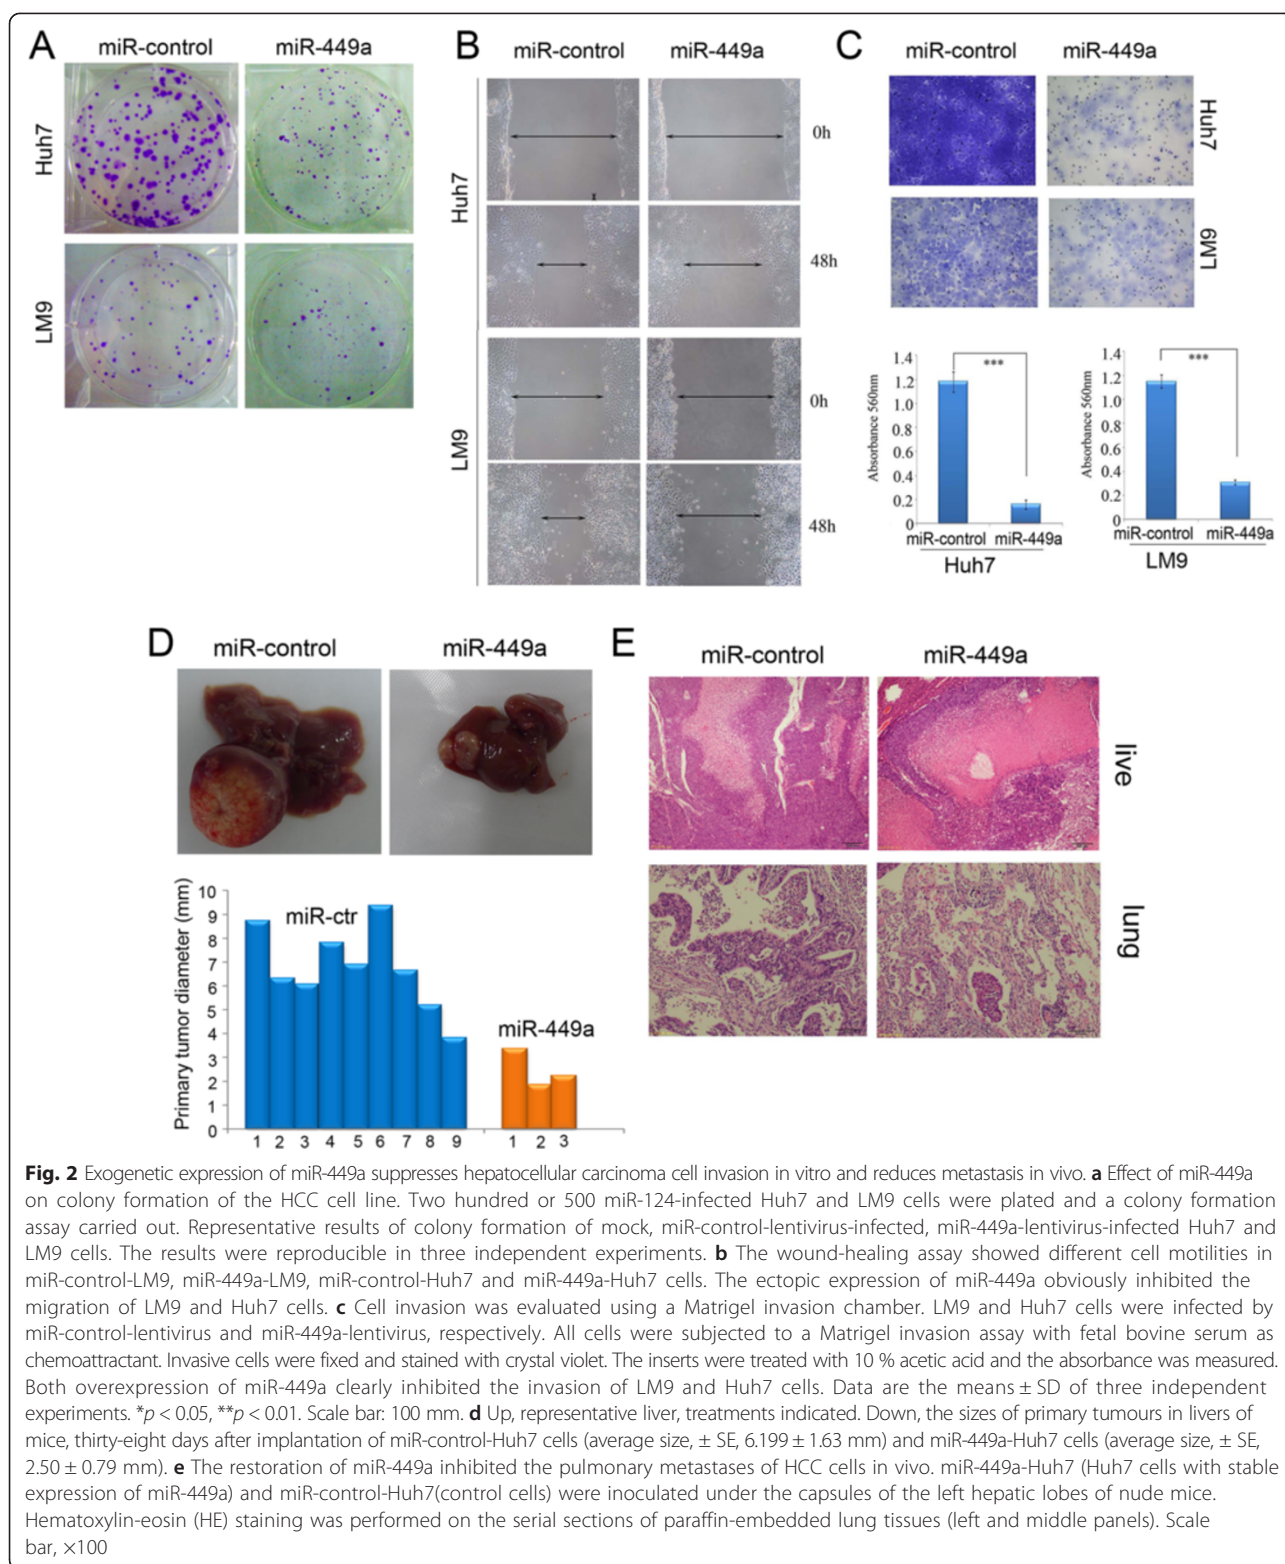 A
miR-control
miR-449a
Huh7
LM9
B
miR-control
miR-449a
Huh7
0h
48h
LM9
0h
48h
C
miR-control
miR-449a
Huh7
LM9
Absorbance 560nm
1.4
1.2
1.0
0.8
0.6
0.4
0.2
0
***
miR-control
miR-449a
Huh7
Absorbance 560nm
1.4
1.2
1.0
0.8
0.6
0.4
0.2
0
***
miR-control
miR-449a
LM9
D
miR-control
miR-449a
Primary tumor diameter (mm)
10
9
8
7
6
5
4
3
2
1
0
miR-ctr
miR-449a
1 2 3 4 5 6 7 8 9
1 2 3
E
miR-control
miR-449a
live
lung
Fig. 2 Exogenetic expression of miR-449a suppresses hepatocellular carcinoma cell invasion in vitro and reduces metastasis in vivo. a Effect of miR-449a
on colony formation of the HCC cell line. Two hundred or 500 miR-124-infected Huh7 and LM9 cells were plated and a colony formation
assay carried out. Representative results of colony formation of mock, miR-control-lentivirus-infected, miR-449a-lentivirus-infected Huh7 and
LM9 cells. The results were reproducible in three independent experiments. b The wound-healing assay showed different cell motilities in
miR-control-LM9, miR-449a-LM9, miR-control-Huh7 and miR-449a-Huh7 cells. The ectopic expression of miR-449a obviously inhibited the
migration of LM9 and Huh7 cells. c Cell invasion was evaluated using a Matrigel invasion chamber. LM9 and Huh7 cells were infected by
miR-control-lentivirus and miR-449a-lentivirus, respectively. All cells were subjected to a Matrigel invasion assay with fetal bovine serum as
chemoattractant. Invasive cells were fixed and stained with crystal violet. The inserts were treated with 10 % acetic acid and the absorbance was measured.
Both overexpression of miR-449a clearly inhibited the invasion of LM9 and Huh7 cells. Data are the means ± SD of three independent
experiments. *p < 0.05, **p < 0.01. Scale bar: 100 mm. d Up, representative liver, treatments indicated. Down, the sizes of primary tumours in livers of
mice, thirty-eight days after implantation of miR-control-Huh7 cells (average size, ± SE, 6.199 ± 1.63 mm) and miR-449a-Huh7 cells (average size, ± SE,
2.50 ± 0.79 mm). e The restoration of miR-449a inhibited the pulmonary metastases of HCC cells in vivo. miR-449a-Huh7 (Huh7 cells with stable
expression of miR-449a) and miR-control-Huh7(control cells) were inoculated under the capsules of the left hepatic lobes of nude mice.
Hematoxylin-eosin (HE) staining was performed on the serial sections of paraffin-embedded lung tissues (left and middle panels). Scale
bar, ×100